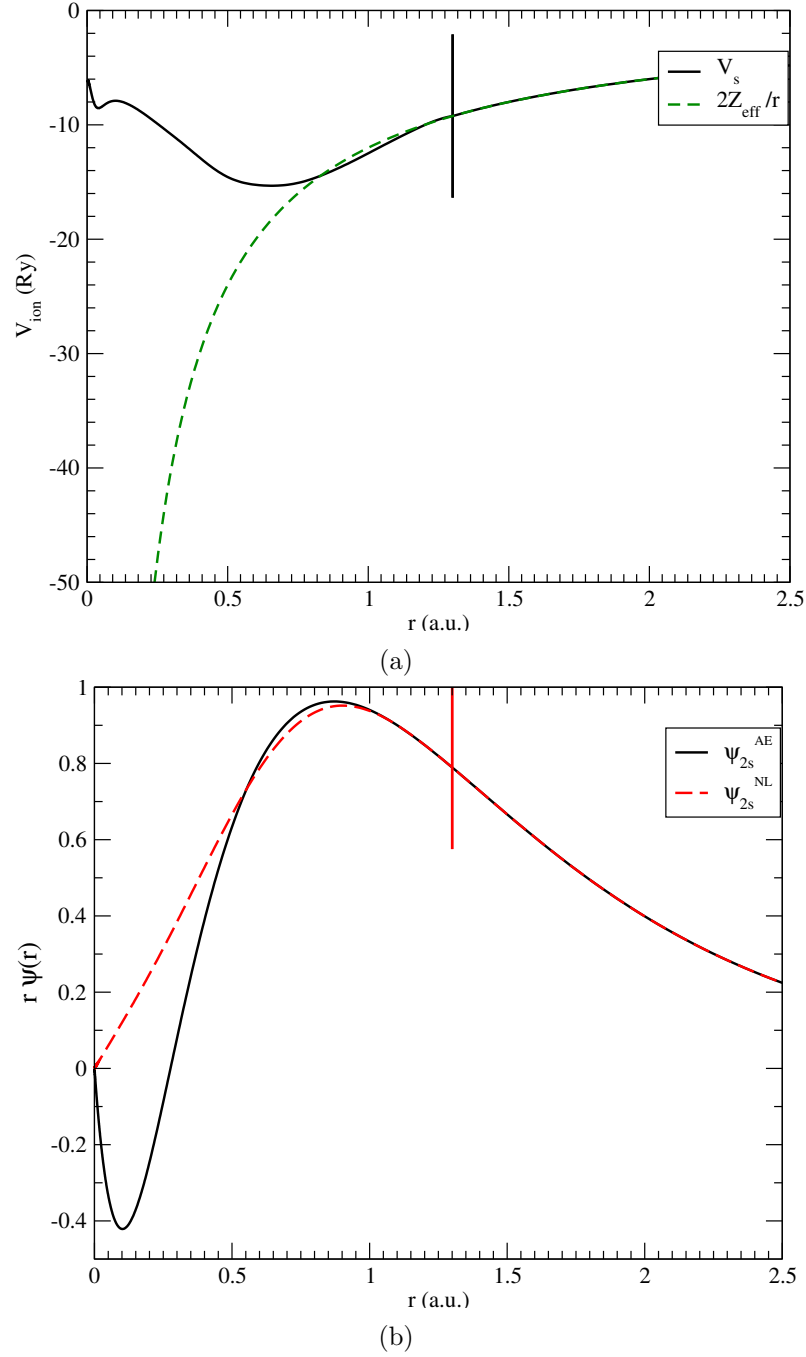 0
-10
-20
-30
-40
-50
V_ion (Ry)
V_s
2Z_eff/r
0 0.5 1 1.5 2 2.5
r (a.u.)
(a)
1
0.8
0.6
0.4
0.2
0
-0.2
-0.4
r ψ(r)
ψ_2s^AE
ψ_2s^NL
0 0.5 1 1.5 2 2.5
r (a.u.)
(b)